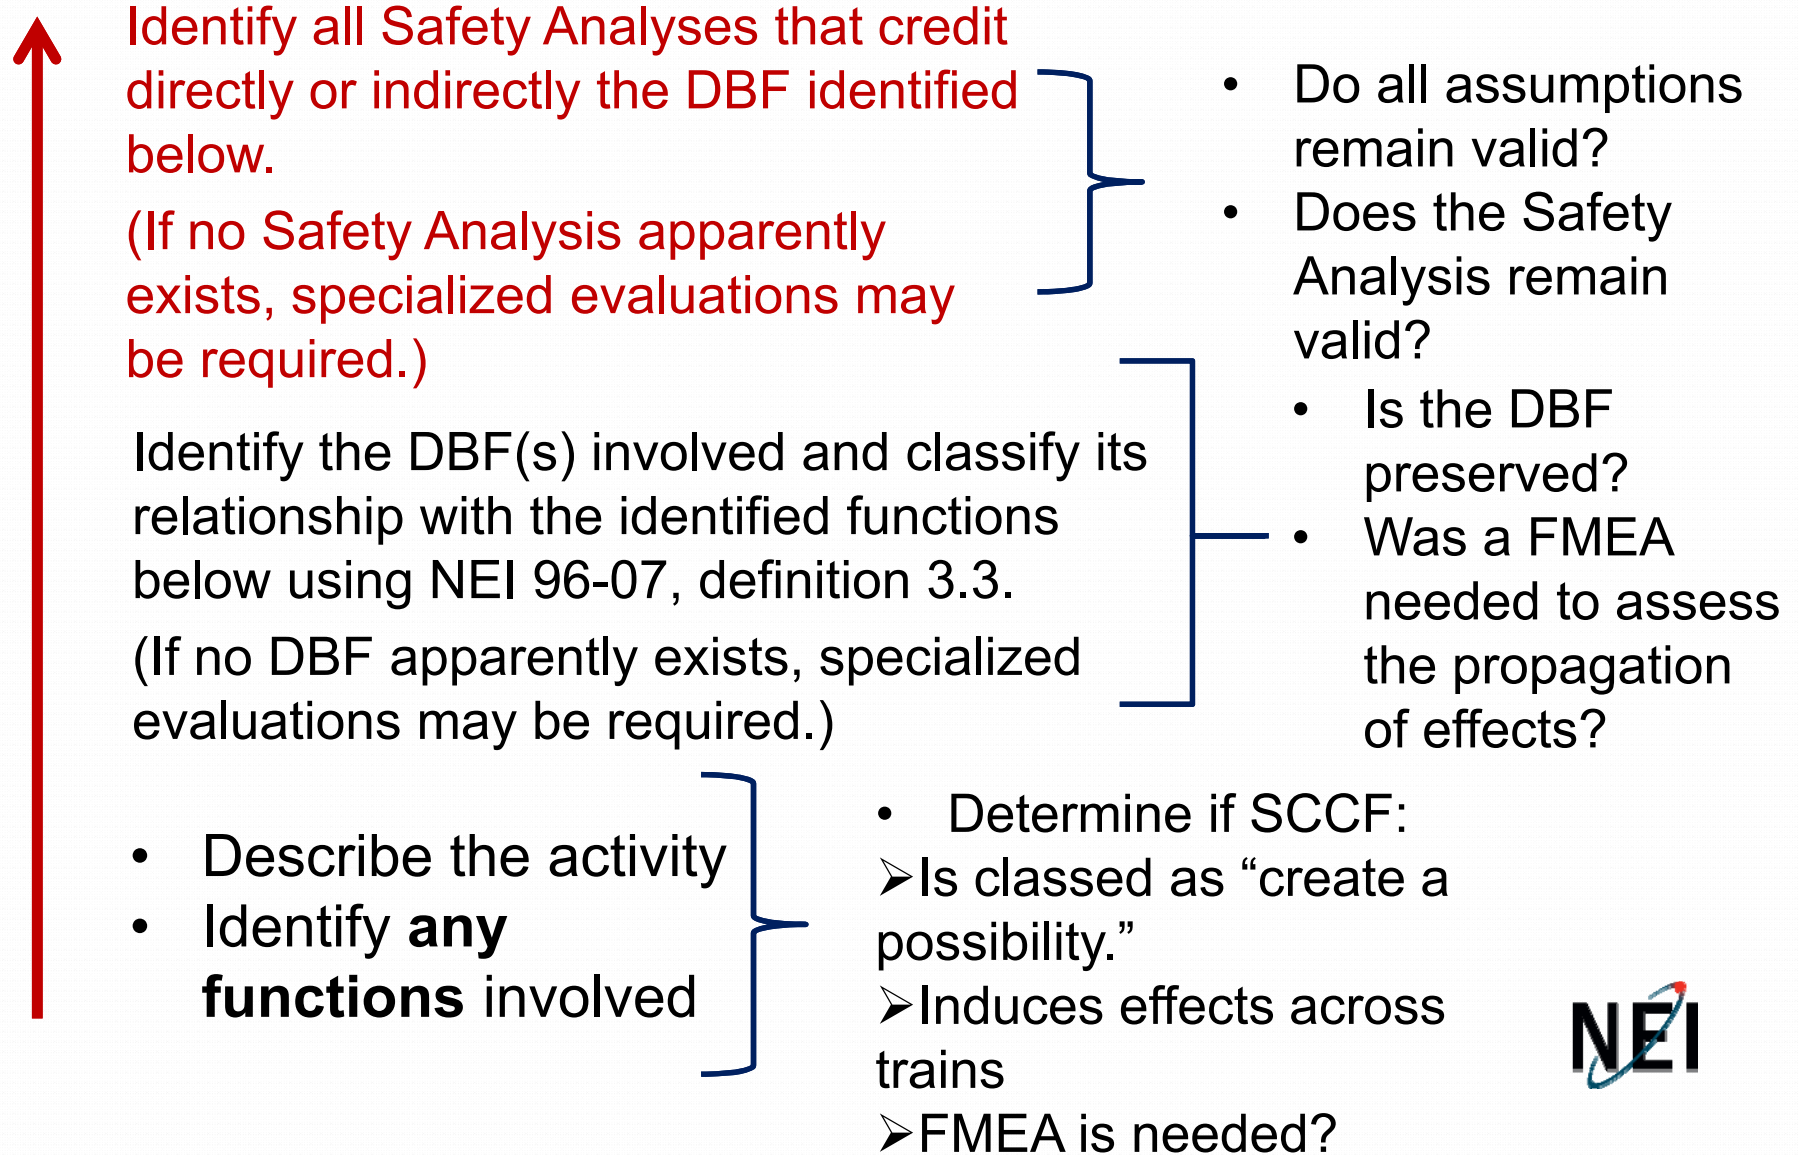 Identify all Safety Analyses that credit
directly or indirectly the DBF identified
below.
(If no Safety Analysis apparently
exists, specialized evaluations may
be required.)
• Do all assumptions
remain valid?
• Does the Safety
Analysis remain
valid?
Identify the DBF(s) involved and classify its
relationship with the identified functions
below using NEI 96-07, definition 3.3.
(If no DBF apparently exists, specialized
evaluations may be required.)
• Is the DBF
preserved?
• Was a FMEA
needed to assess
the propagation
of effects?
• Describe the activity
• Identify any
functions involved
• Determine if SCCF:
➢Is classed as “create a
possibility.”
➢Induces effects across
trains
➢FMEA is needed?
NEI